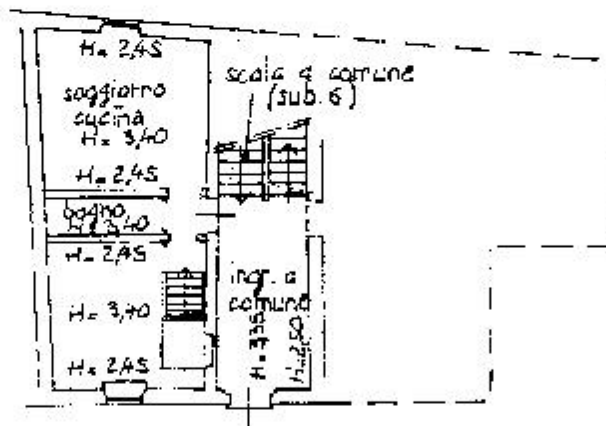 H= 2,45
soggiorno
cucina
H= 3,40
H= 2,45
scala a comune
(sub. 6)
bagno
H= 3,40
H= 2,45
H= 3,40
H= 2,45
ingr. a
comune
H= 3,35
H= 2,50